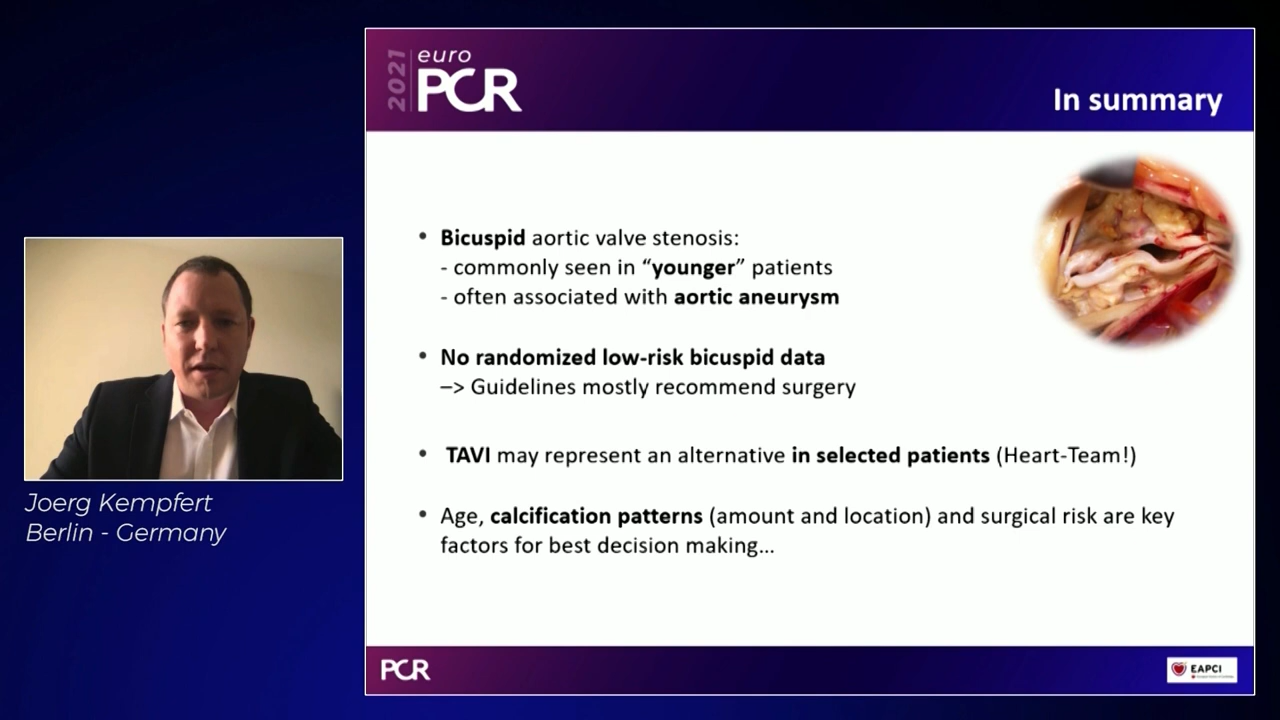 2021
euro
PCR
In summary
• Bicuspid aortic valve stenosis:
- commonly seen in “younger” patients
- often associated with aortic aneurysm
• No randomized low-risk bicuspid data
–> Guidelines mostly recommend surgery
• TAVI may represent an alternative in selected patients (Heart-Team!)
• Age, calcification patterns (amount and location) and surgical risk are key
factors for best decision making...
Joerg Kempfert
Berlin - Germany
PCR
EAPCI